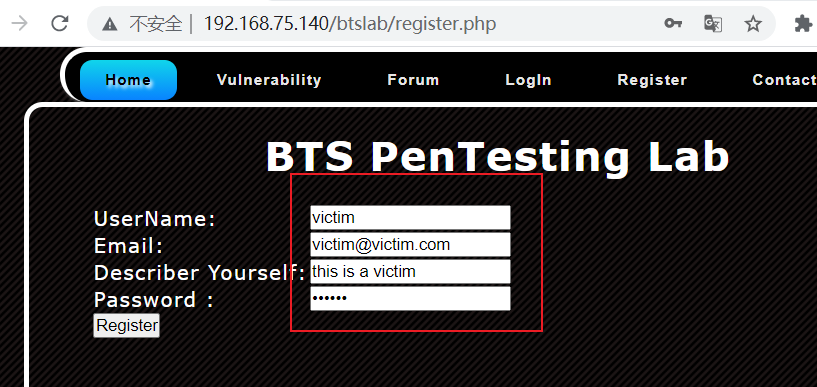 不安全 | 192.168.75.140/btslab/register.php
Home Vulnerability Forum LogIn Register Contact
BTS PenTesting Lab
UserName: victim
Email: victim@victim.com
Describer Yourself: this is a victim
Password : ••••••
Register